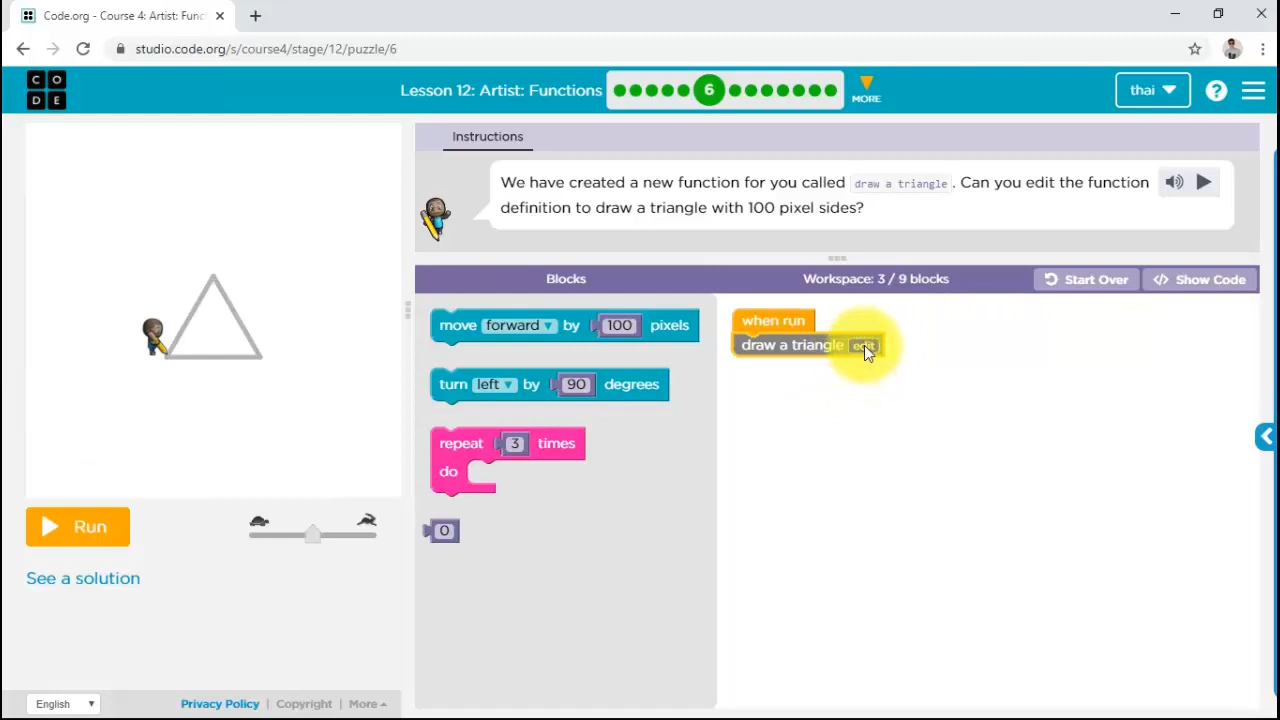 Code.org - Course 4: Artist: Func
studio.code.org/s/course4/stage/12/puzzle/6
C O
D E
Lesson 12: Artist: Functions
6
MORE
thai
?
Instructions
We have created a new function for you called draw a triangle. Can you edit the function
definition to draw a triangle with 100 pixel sides?
Blocks
Workspace: 3 / 9 blocks
Start Over
</> Show Code
move forward by 100 pixels
turn left by 90 degrees
repeat 3 times
do
0
when run
draw a triangle edit
Run
See a solution
English
Privacy Policy | Copyright | More